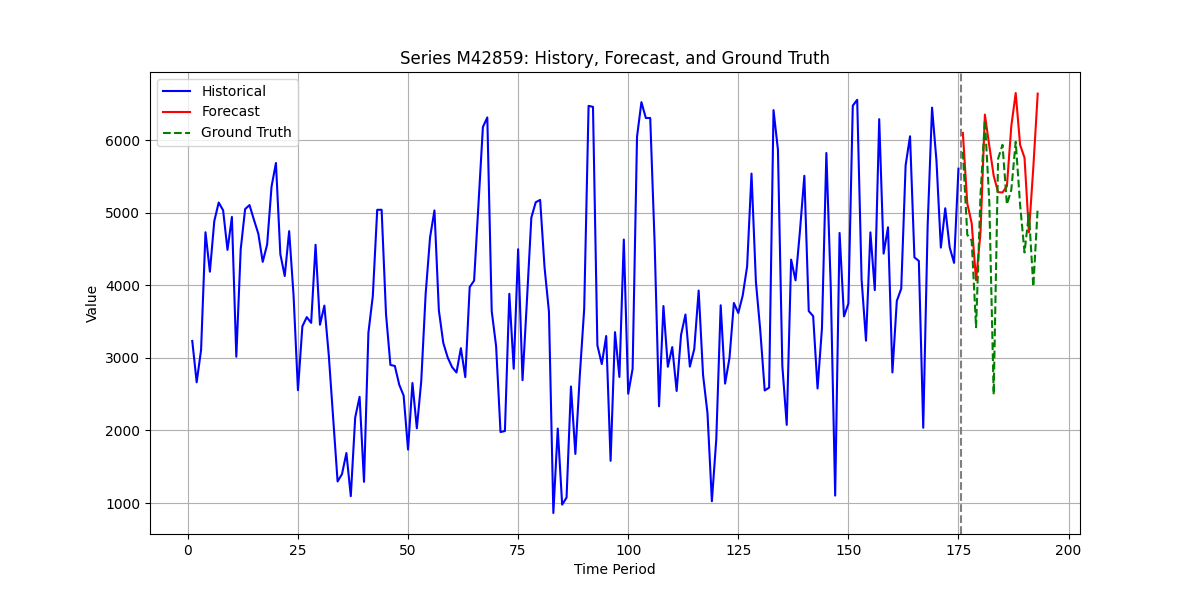 Series M42859: History, Forecast, and Ground Truth
Historical
Forecast
Ground Truth
6000
5000
4000
3000
2000
1000
Value
0 25 50 75 100 125 150 175 200
Time Period